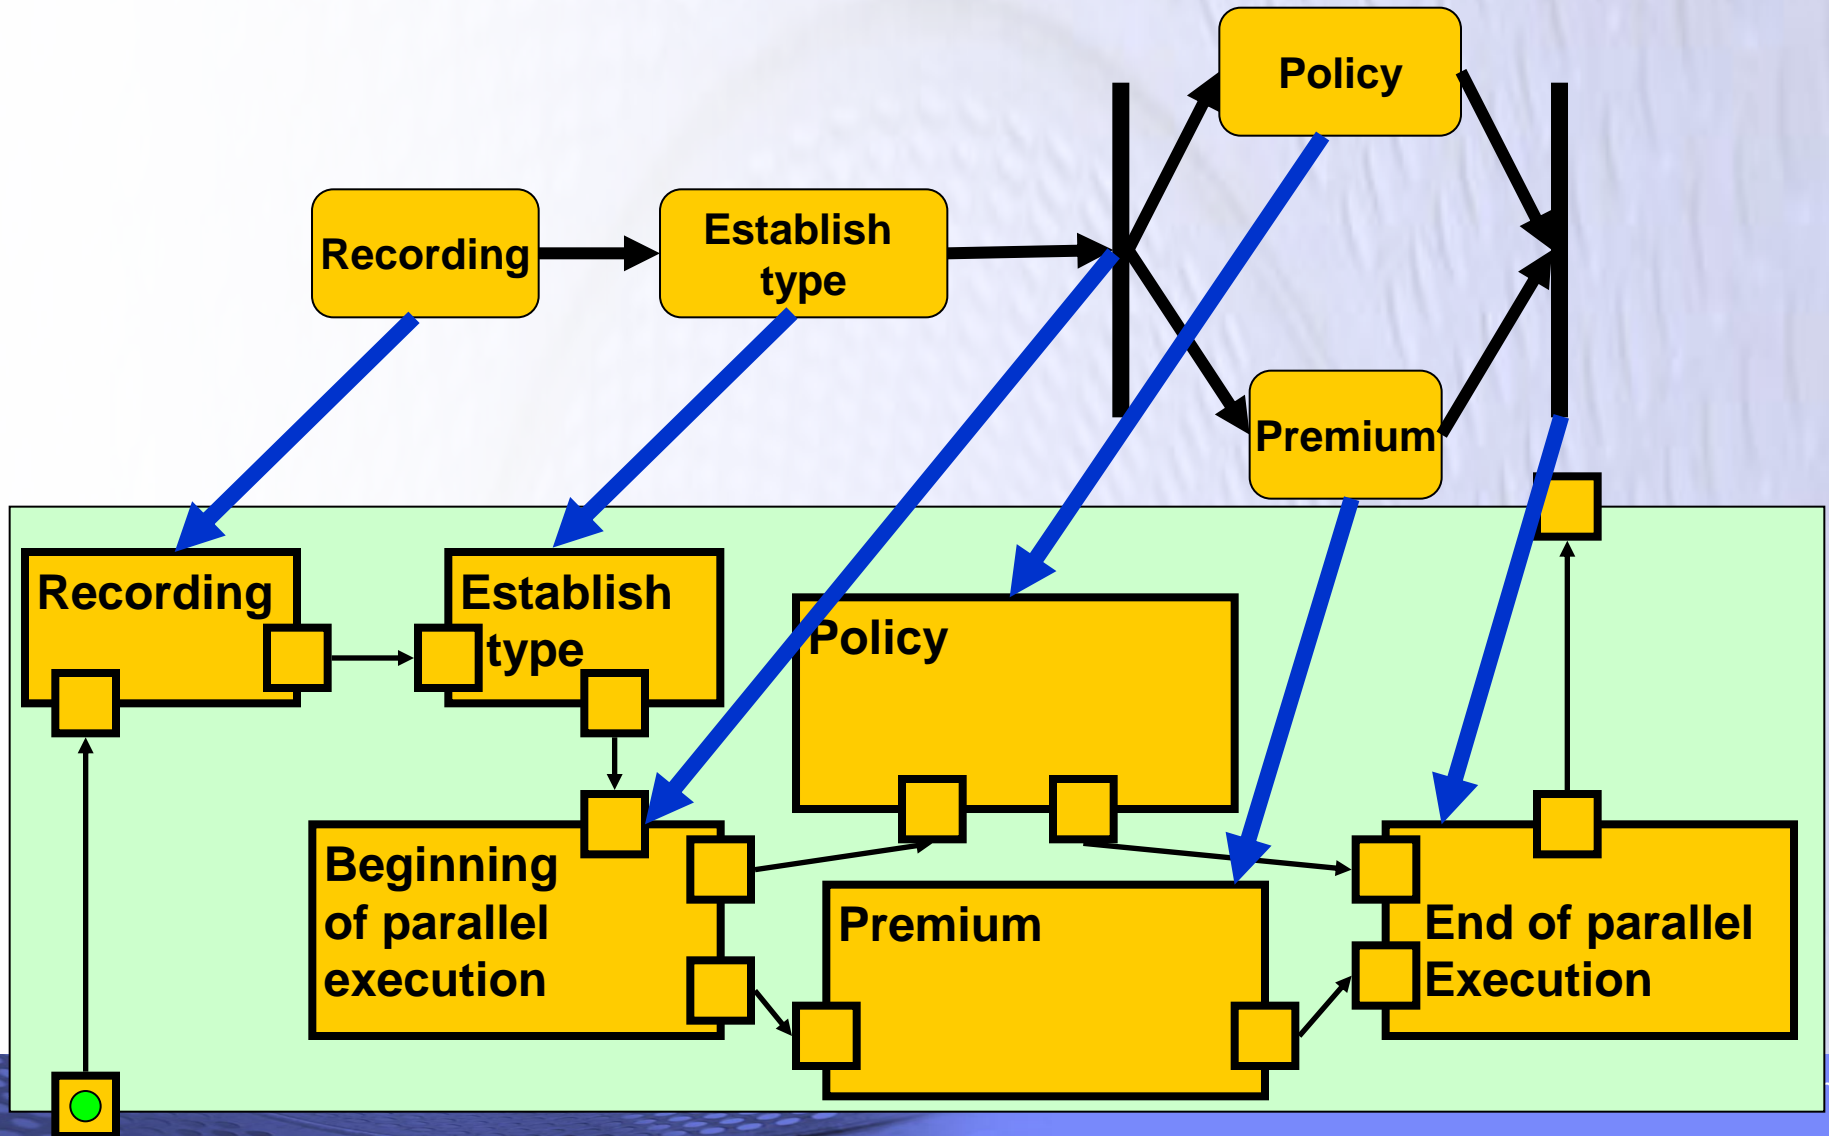 Policy
Recording
Establish
type
Premium
Recording
Establish
type
Policy
Beginning
of parallel
execution
Premium
End of parallel
Execution